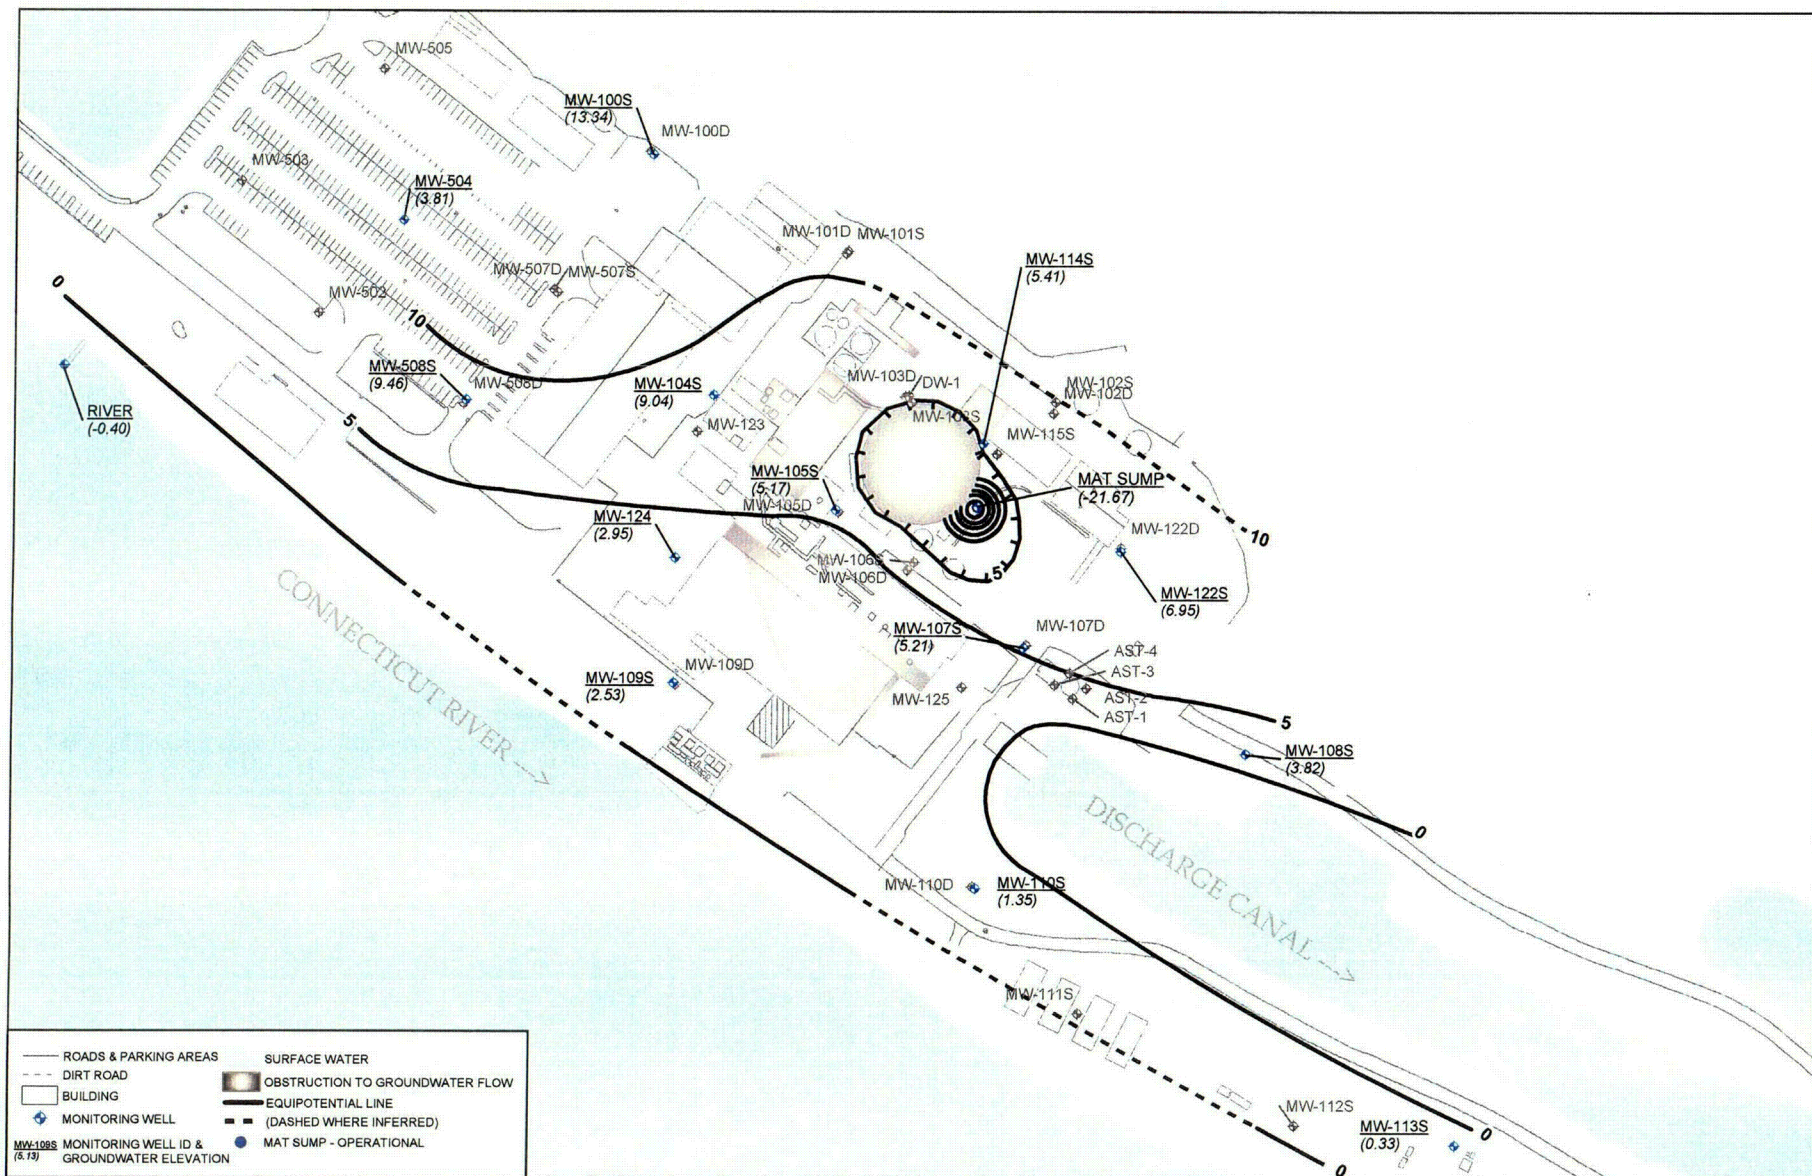 MW-505
MW-100S
(13.34)
MW-100D
MW-503
MW-504
(3.81)
MW-101D
MW-101S
MW-114S
(5.41)
MW-507D
MW-507S
MW-502
0
10
MW-508S
(9.46)
MW-508D
MW-104S
(9.04)
MW-103D
DW-1
MW-103S
MW-102S
MW-102D
RIVER
(-0.40)
5
MW-123
MW-115S
MW-105S
(5.17)
MW-105D
MAT SUMP
(-21.67)
MW-124
(2.95)
MW-122D
10
MW-106S
MW-106D
5
MW-122S
(6.95)
CONNECTICUT RIVER --->
MW-107S
(5.21)
MW-107D
AST-4
AST-3
AST-2
AST-1
MW-109S
(2.53)
MW-109D
MW-125
5
MW-108S
(3.82)
0
DISCHARGE CANAL --->
MW-110D
MW-110S
(1.35)
MW-111S
MW-112S
MW-113S
(0.33)
0
0
ROADS & PARKING AREAS
DIRT ROAD
BUILDING
MONITORING WELL
MW-109S
(5.13)
MONITORING WELL ID &
GROUNDWATER ELEVATION
SURFACE WATER
OBSTRUCTION TO GROUNDWATER FLOW
EQUIPOTENTIAL LINE
(DASHED WHERE INFERRED)
MAT SUMP - OPERATIONAL